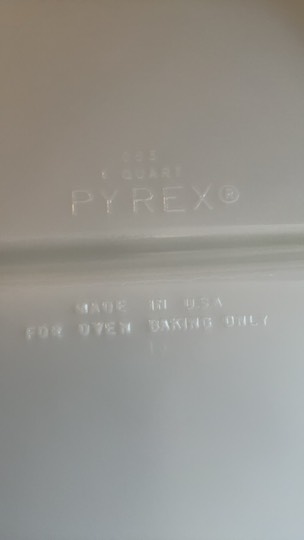 QUART
PYREX®
MADE IN USA
FOR OVEN BAKING ONLY